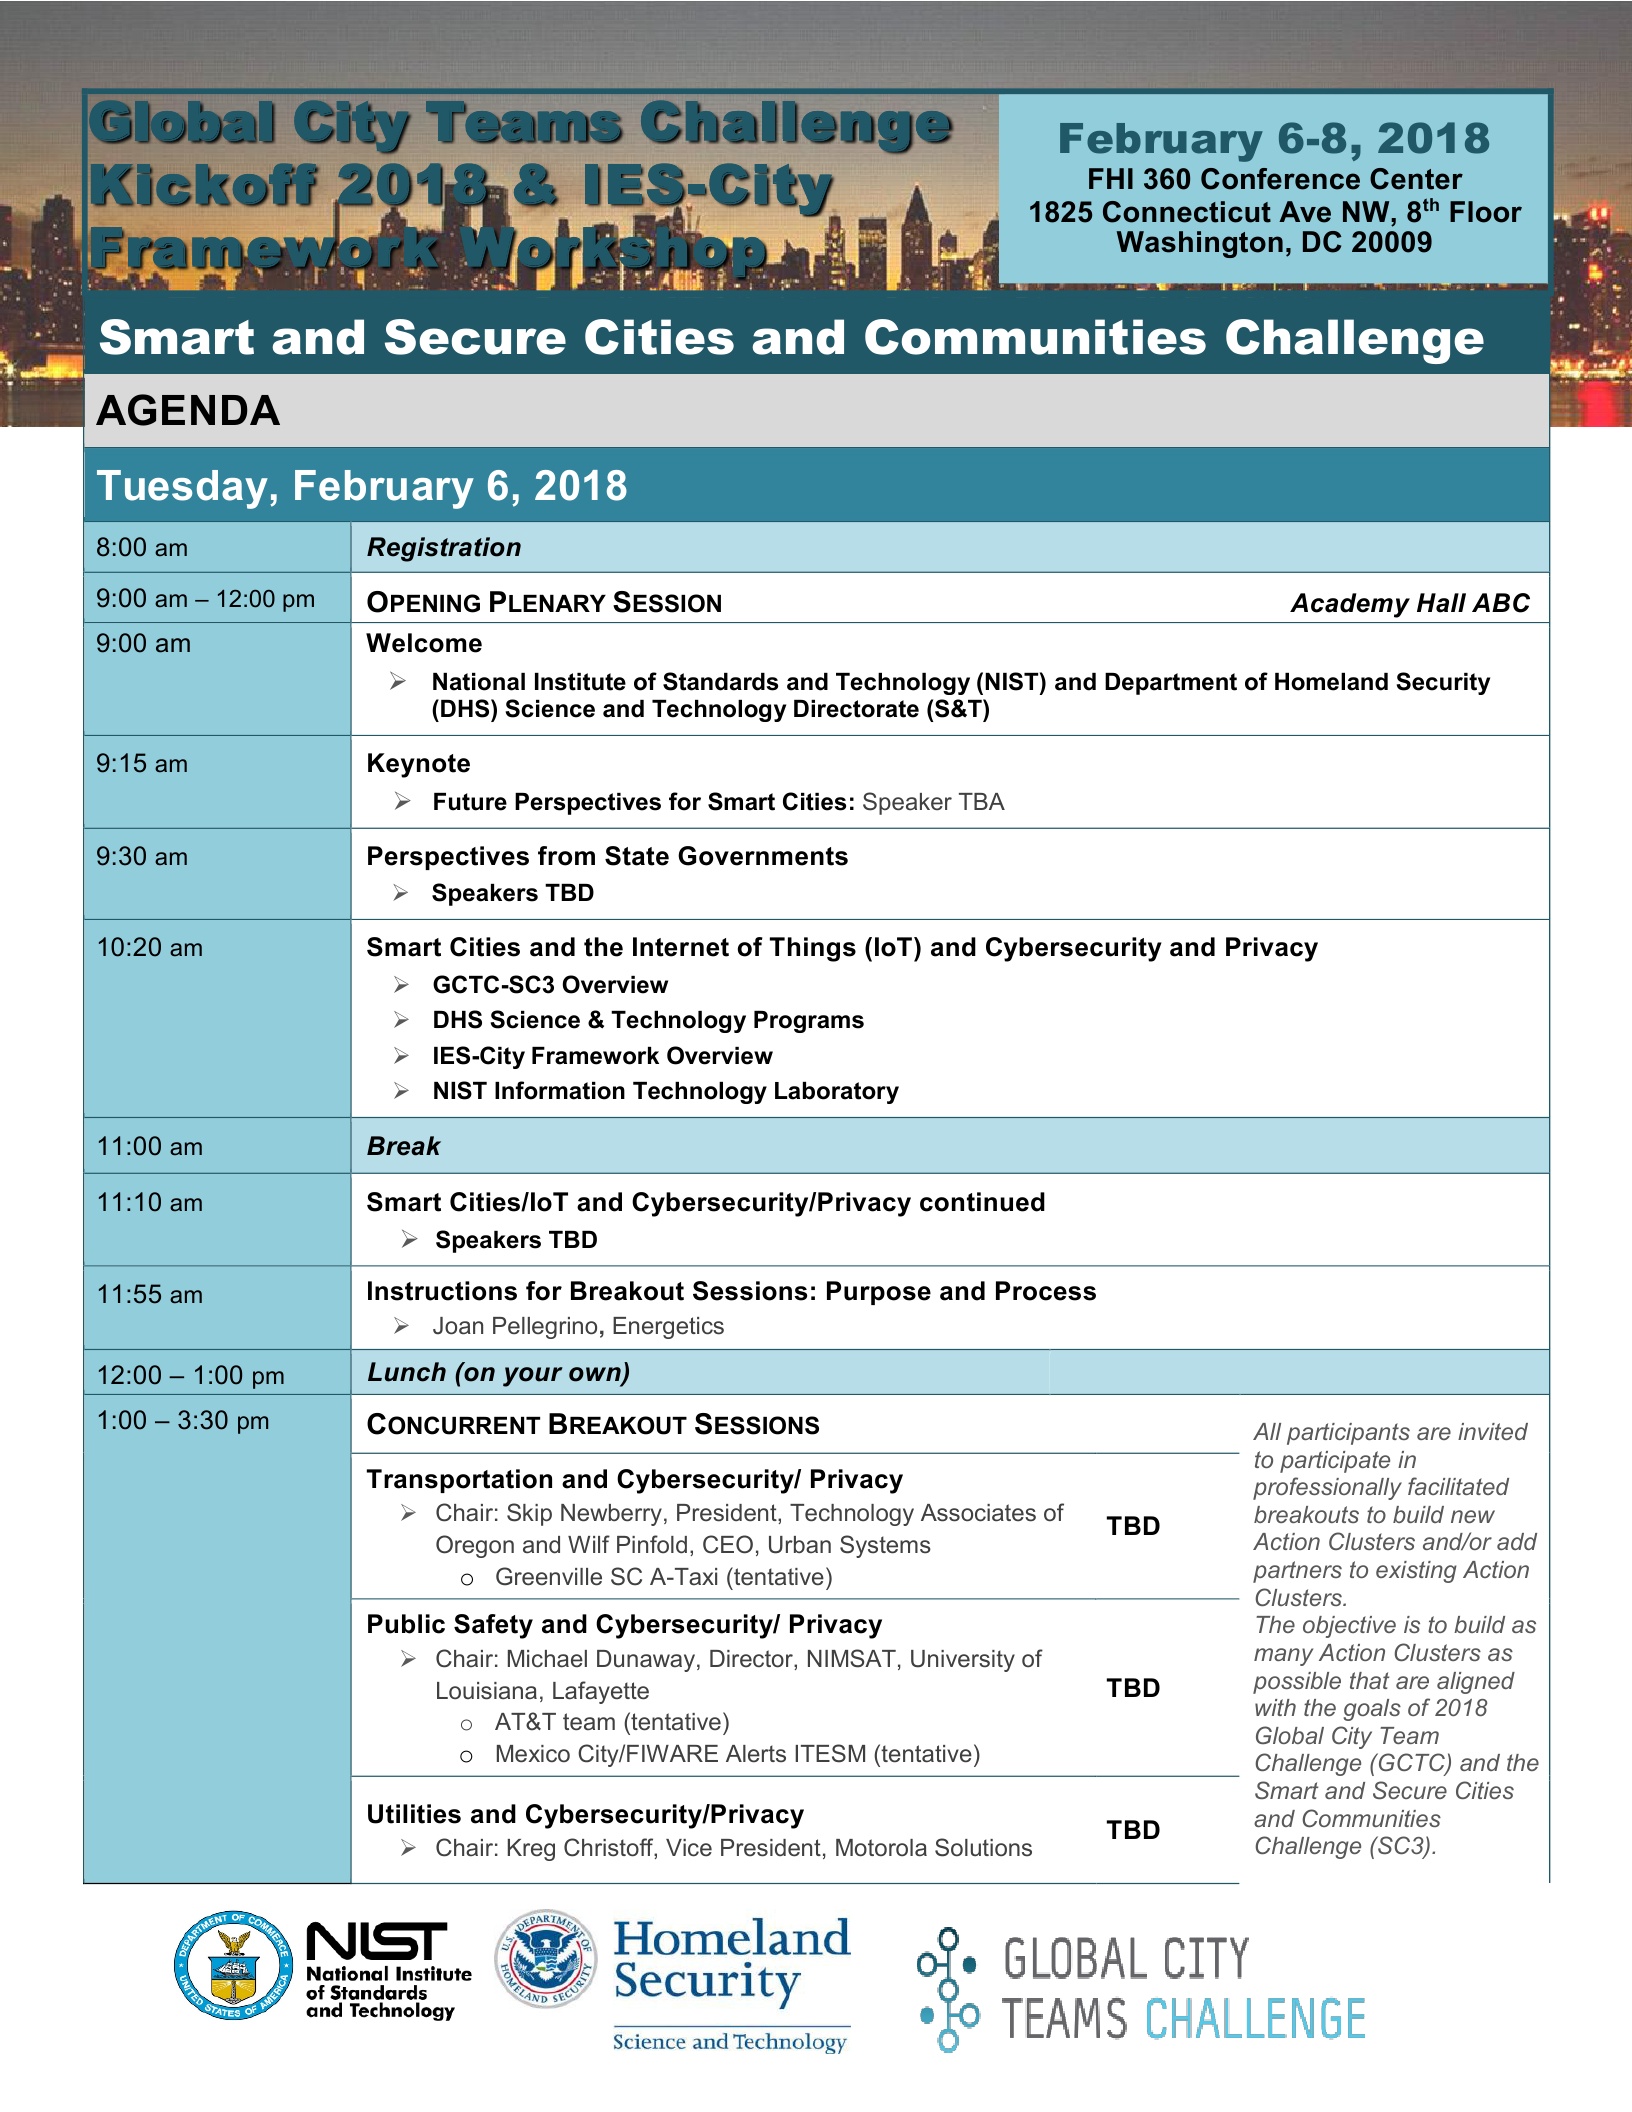 Global City Teams Challenge
Kickoff 2018 & IES-City
Framework Workshop
February 6-8, 2018
FHI 360 Conference Center
1825 Connecticut Ave NW, 8th Floor
Washington, DC 20009
Smart and Secure Cities and Communities Challenge
AGENDA
Tuesday, February 6, 2018
8:00 am Registration
9:00 am – 12:00 pm OPENING PLENARY SESSION Academy Hall ABC
9:00 am Welcome
➢ National Institute of Standards and Technology (NIST) and Department of Homeland Security
(DHS) Science and Technology Directorate (S&T)
9:15 am Keynote
➢ Future Perspectives for Smart Cities: Speaker TBA
9:30 am Perspectives from State Governments
➢ Speakers TBD
10:20 am Smart Cities and the Internet of Things (IoT) and Cybersecurity and Privacy
➢ GCTC-SC3 Overview
➢ DHS Science & Technology Programs
➢ IES-City Framework Overview
➢ NIST Information Technology Laboratory
11:00 am Break
11:10 am Smart Cities/IoT and Cybersecurity/Privacy continued
➢ Speakers TBD
11:55 am Instructions for Breakout Sessions: Purpose and Process
➢ Joan Pellegrino, Energetics
12:00 – 1:00 pm Lunch (on your own)
1:00 – 3:30 pm CONCURRENT BREAKOUT SESSIONS
Transportation and Cybersecurity/ Privacy
➢ Chair: Skip Newberry, President, Technology Associates of
Oregon and Wilf Pinfold, CEO, Urban Systems
o Greenville SC A-Taxi (tentative)
TBD
Public Safety and Cybersecurity/ Privacy
➢ Chair: Michael Dunaway, Director, NIMSAT, University of
Louisiana, Lafayette
o AT&T team (tentative)
o Mexico City/FIWARE Alerts ITESM (tentative)
TBD
Utilities and Cybersecurity/Privacy
➢ Chair: Kreg Christoff, Vice President, Motorola Solutions
TBD
All participants are invited
to participate in
professionally facilitated
breakouts to build new
Action Clusters and/or add
partners to existing Action
Clusters.
The objective is to build as
many Action Clusters as
possible that are aligned
with the goals of 2018
Global City Team
Challenge (GCTC) and the
Smart and Secure Cities
and Communities
Challenge (SC3).
DEPARTMENT OF COMMERCE
UNITED STATES OF AMERICA
NIST
National Institute
of Standards
and Technology
U.S. DEPARTMENT OF
HOMELAND SECURITY
Homeland
Security
Science and Technology
GLOBAL CITY
TEAMS CHALLENGE